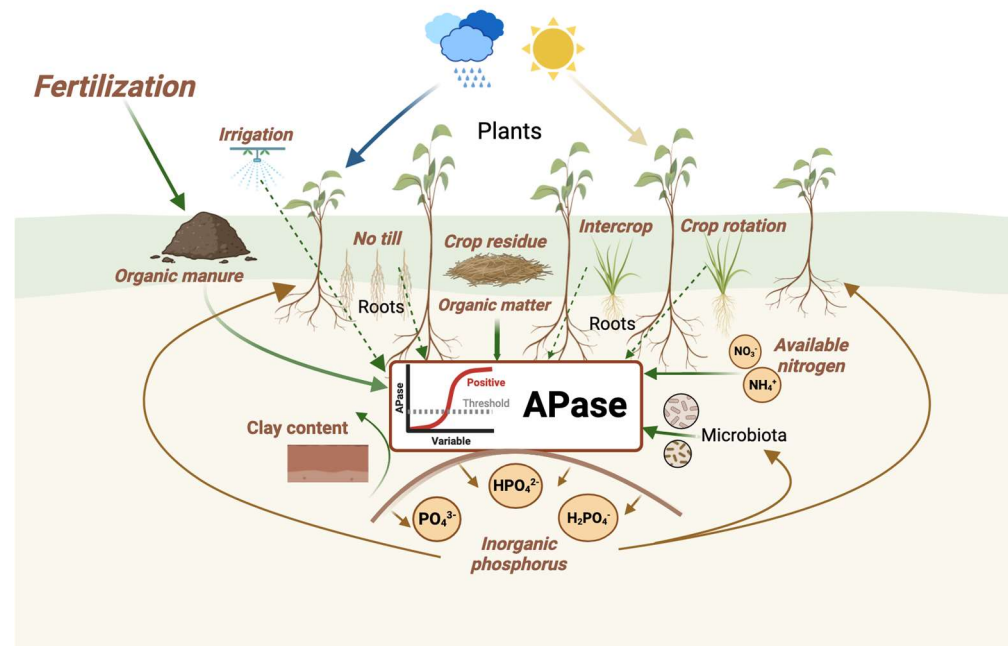 Fertilization
Irrigation
Plants
No till
Crop residue
Intercrop
Crop rotation
Organic manure
Roots
Organic matter
Roots
Available
nitrogen
NO₃⁻
NH₄⁺
APase
Positive
Threshold
Variable
APase
Clay content
Microbiota
HPO₄²⁻
PO₄³⁻
H₂PO₄⁻
Inorganic
phosphorus